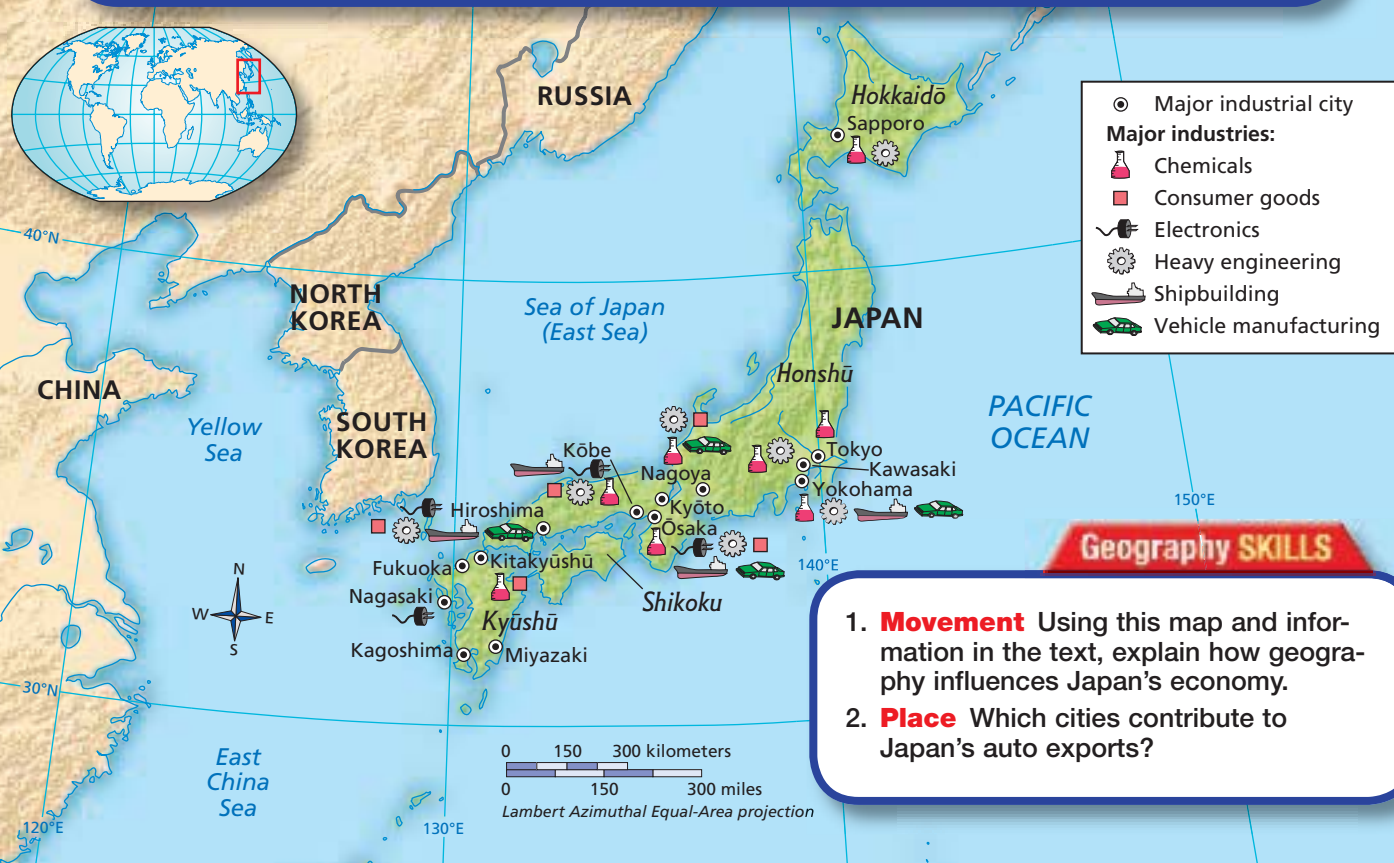 RUSSIA
Hokkaidō
Sapporo
Major industrial city
Major industries:
Chemicals
Consumer goods
Electronics
Heavy engineering
Shipbuilding
Vehicle manufacturing
40°N
NORTH
KOREA
Sea of Japan
(East Sea)
JAPAN
CHINA
Honshū
Yellow
Sea
SOUTH
KOREA
PACIFIC
OCEAN
Kōbe
Tokyo
Nagoya
Kawasaki
Yokohama
150°E
Kyōto
Hiroshima
Ōsaka
Kitakyūshū
Fukuoka
140°E
N
W E
S
Nagasaki
Shikoku
Kyūshū
Kagoshima
Miyazaki
30°N
East
China
Sea
0 150 300 kilometers
0 150 300 miles
Lambert Azimuthal Equal-Area projection
120°E
130°E
Geography SKILLS
1. Movement Using this map and infor-
mation in the text, explain how geogra-
phy influences Japan's economy.
2. Place Which cities contribute to
Japan's auto exports?